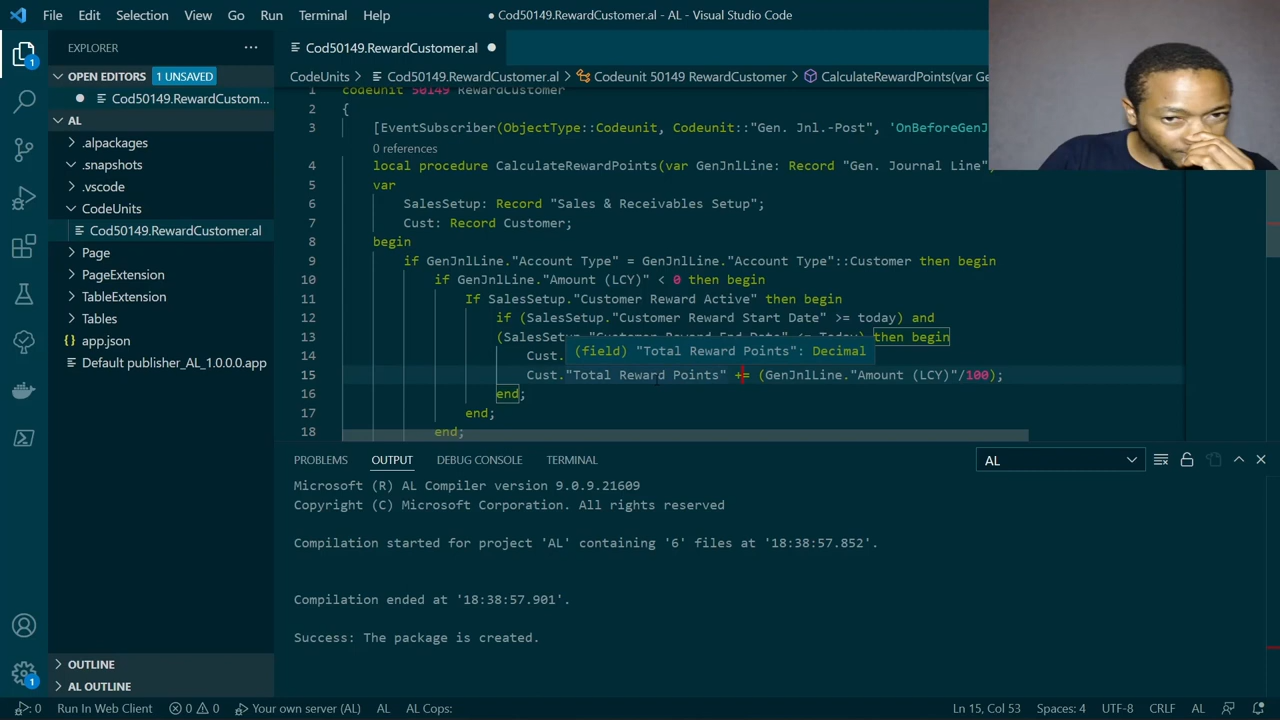 File Edit Selection View Go Run Terminal Help
Cod50149.RewardCustomer.al - AL - Visual Studio Code
EXPLORER
OPEN EDITORS 1 UNSAVED
Cod50149.RewardCustom...
AL
.alpackages
.snapshots
.vscode
CodeUnits
Cod50149.RewardCustomer.al
Page
PageExtension
TableExtension
Tables
app.json
Default publisher_AL_1.0.0.0.app
OUTLINE
AL OUTLINE
1
1
Cod50149.RewardCustomer.al
CodeUnits > Cod50149.RewardCustomer.al > Codeunit 50149 RewardCustomer > CalculateRewardPoints(var Ge
1 codeunit 50149 RewardCustomer
2 {
3 [EventSubscriber(ObjectType::Codeunit, Codeunit::"Gen. Jnl.-Post", 'OnBeforeGenJ
0 references
4 local procedure CalculateRewardPoints(var GenJnlLine: Record "Gen. Journal Line"
5 var
6 SalesSetup: Record "Sales & Receivables Setup";
7 Cust: Record Customer;
8 begin
9 if GenJnlLine."Account Type" = GenJnlLine."Account Type"::Customer then begin
10 if GenJnlLine."Amount (LCY)" < 0 then begin
11 If SalesSetup."Customer Reward Active" then begin
12 if (SalesSetup."Customer Reward Start Date" >= today) and
13 (SalesSetup."Customer Reward End Date" <= Today) then begin
(field) "Total Reward Points": Decimal
14 Cust.
15 Cust."Total Reward Points" += (GenJnlLine."Amount (LCY)"/100);
16 end;
17 end;
18 end;
PROBLEMS OUTPUT DEBUG CONSOLE TERMINAL
AL
Microsoft (R) AL Compiler version 9.0.9.21609
Copyright (C) Microsoft Corporation. All rights reserved
Compilation started for project 'AL' containing '6' files at '18:38:57.852'.
Compilation ended at '18:38:57.901'.
Success: The package is created.
: 0 Run In Web Client 0 0 Your own server (AL) AL AL Cops: Ln 15, Col 53 Spaces: 4 UTF-8 CRLF AL